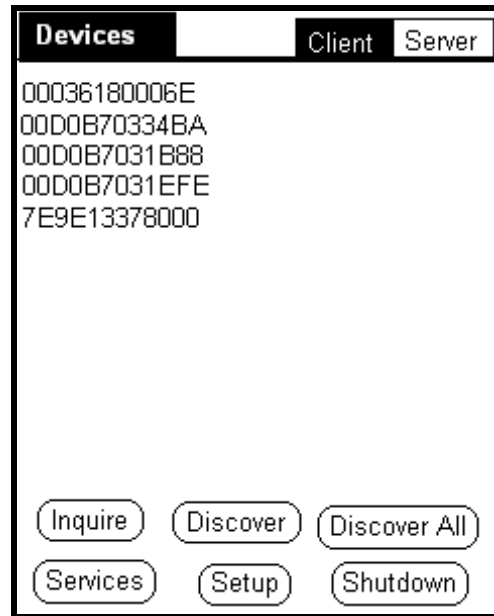 Devices Client Server
00036180006E
00D0B70334BA
00D0B7031B88
00D0B7031EFE
7E9E13378000
Inquire Discover Discover All
Services Setup Shutdown